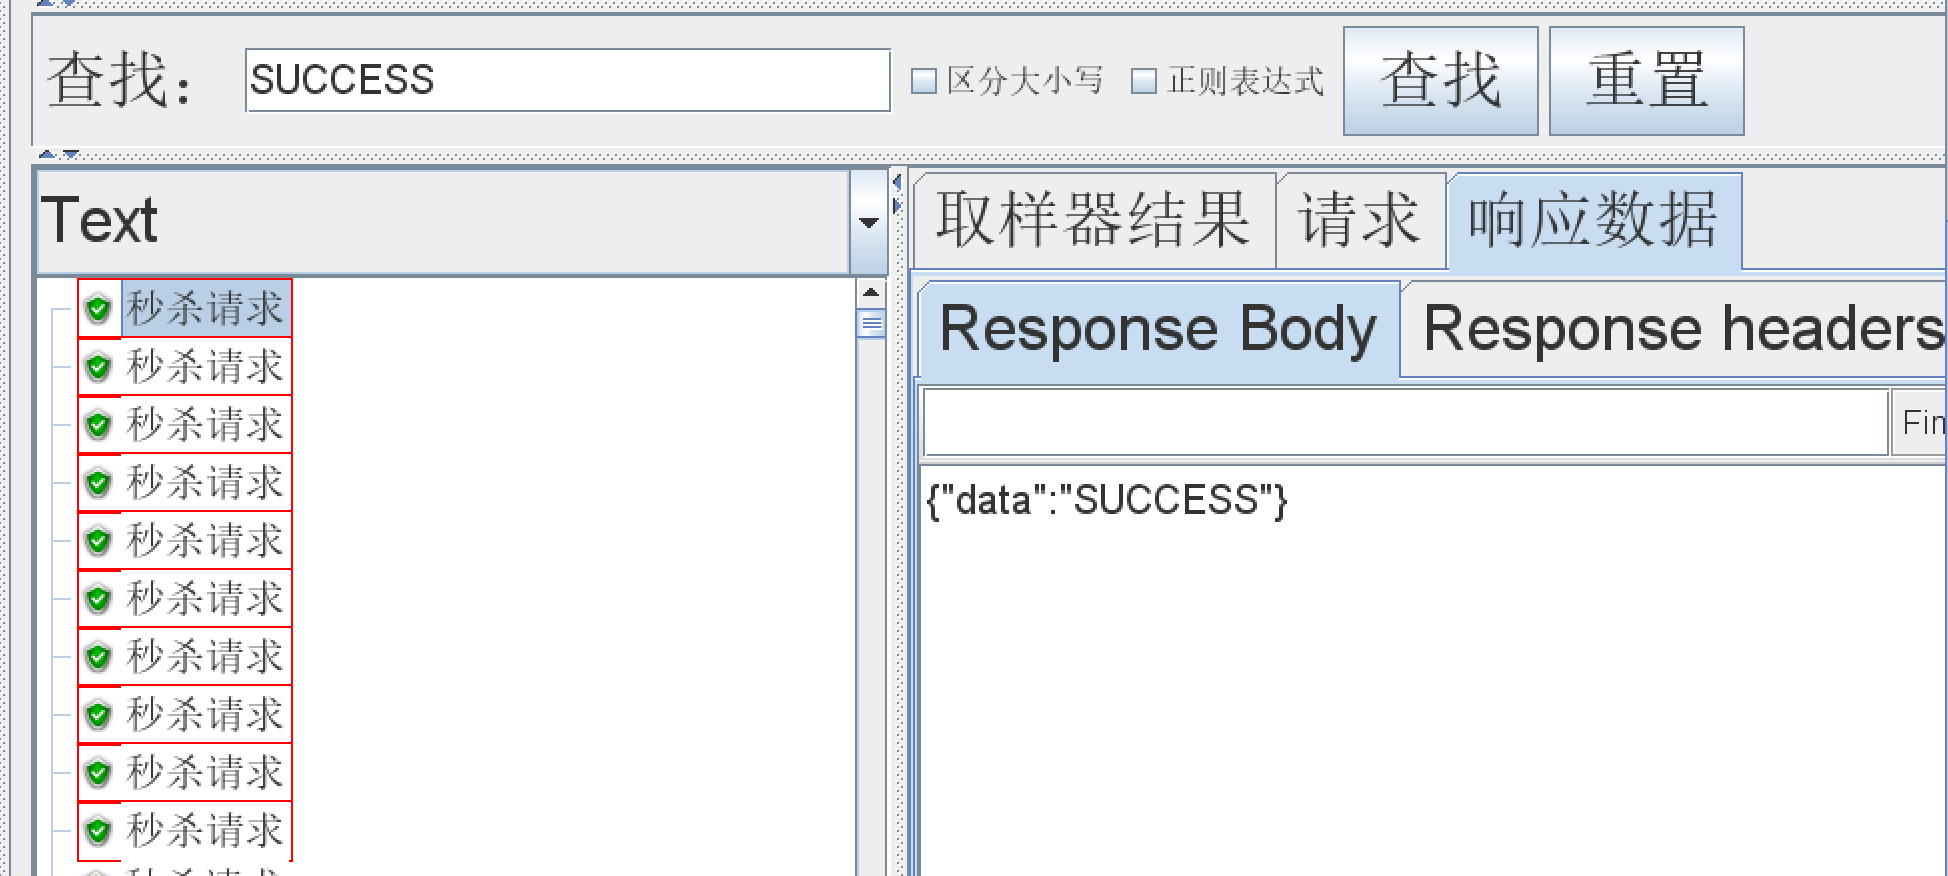 查找： SUCCESS 区分大小写 正则表达式 查找 重置
Text
取样器结果 请求 响应数据
秒杀请求
Response Body Response headers
秒杀请求
秒杀请求
Fin
秒杀请求
{"data":"SUCCESS"}
秒杀请求
秒杀请求
秒杀请求
秒杀请求
秒杀请求
秒杀请求